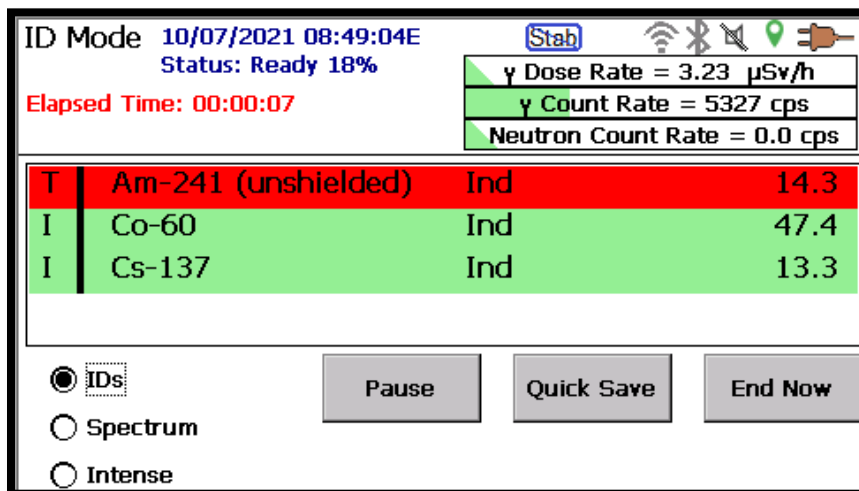 ID Mode 10/07/2021 08:49:04E Stab
Status: Ready 18%
γ Dose Rate = 3.23 μSv/h
Elapsed Time: 00:00:07
γ Count Rate = 5327 cps
Neutron Count Rate = 0.0 cps
T Am-241 (unshielded) Ind 14.3
I Co-60 Ind 47.4
I Cs-137 Ind 13.3
IDs
Pause Quick Save End Now
Spectrum
Intense